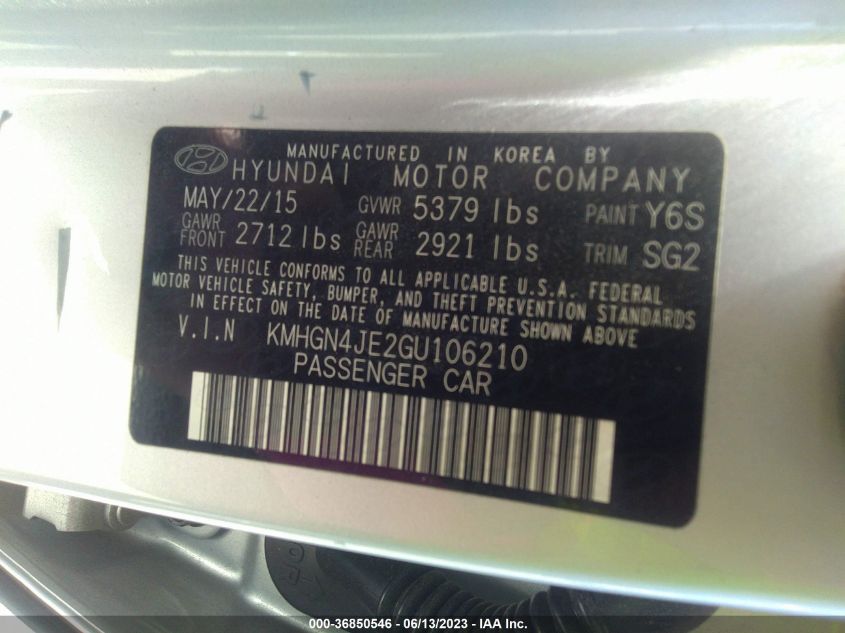 MANUFACTURED IN KOREA BY
HYUNDAI MOTOR COMPANY
MAY/22/15 GVWR 5379 lbs PAINT Y6S
GAWR FRONT 2712 lbs GAWR REAR 2921 lbs TRIM SG2
THIS VEHICLE CONFORMS TO ALL APPLICABLE U.S.A. FEDERAL
MOTOR VEHICLE SAFETY, BUMPER, AND THEFT PREVENTION STANDARDS
IN EFFECT ON THE DATE OF MANUFACTURE SHOWN ABOVE
V.I.N KMHGN4JE2GU106210
PASSENGER CAR
000-36850546 - 06/13/2023 - IAA Inc.